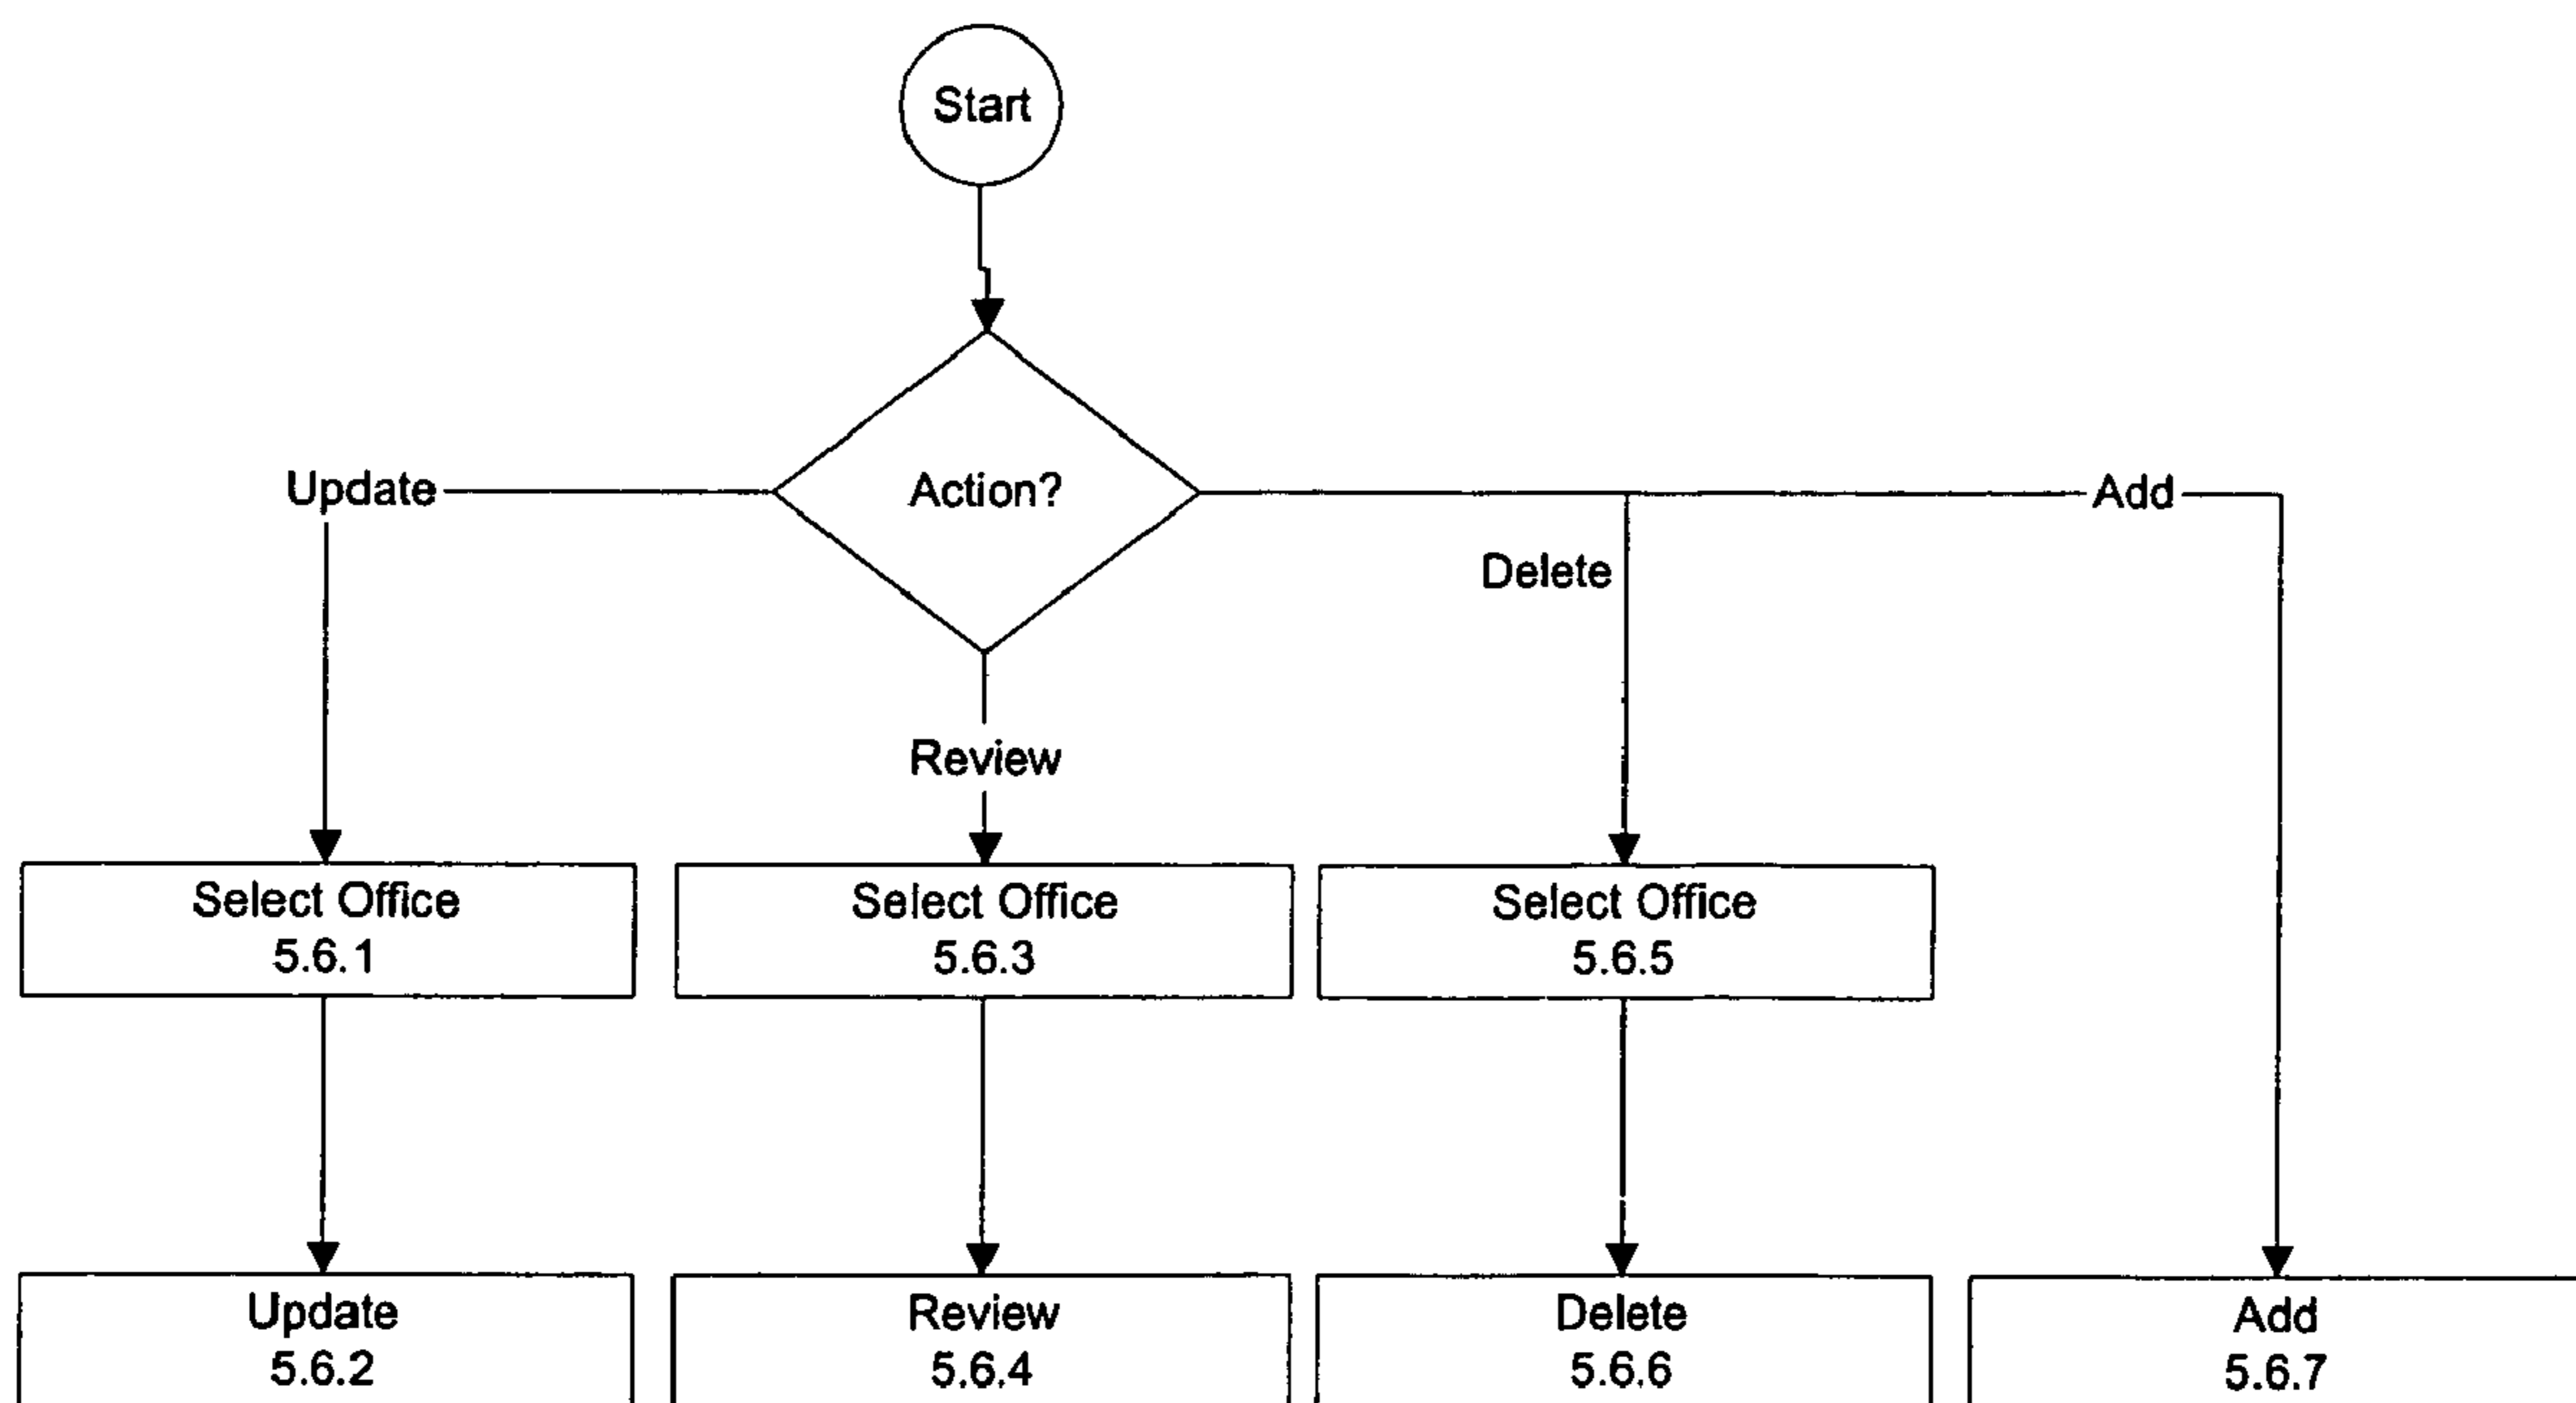 Start
Action?
Update
Add
Delete
Review
Select Office
5.6.1
Select Office
5.6.3
Select Office
5.6.5
Update
5.6.2
Review
5.6.4
Delete
5.6.6
Add
5.6.7